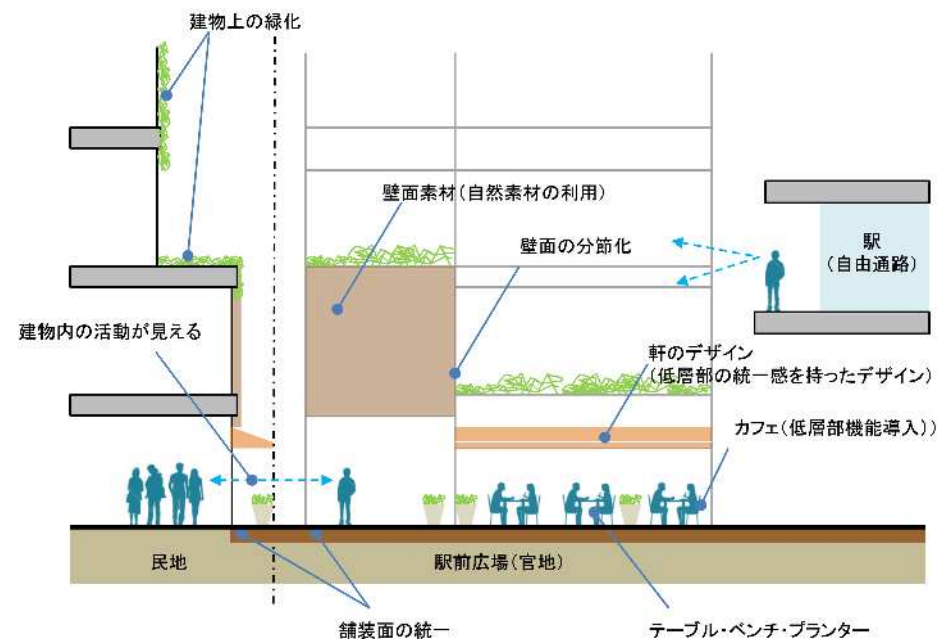 建物上の緑化
壁面素材(自然素材の利用)
壁面の分節化
駅
(自由通路)
建物内の活動が見える
軒のデザイン
(低層部の統一感を持ったデザイン)
カフェ(低層部機能導入))
民地
駅前広場(官地)
舗装面の統一
テーブル・ベンチ・プランター